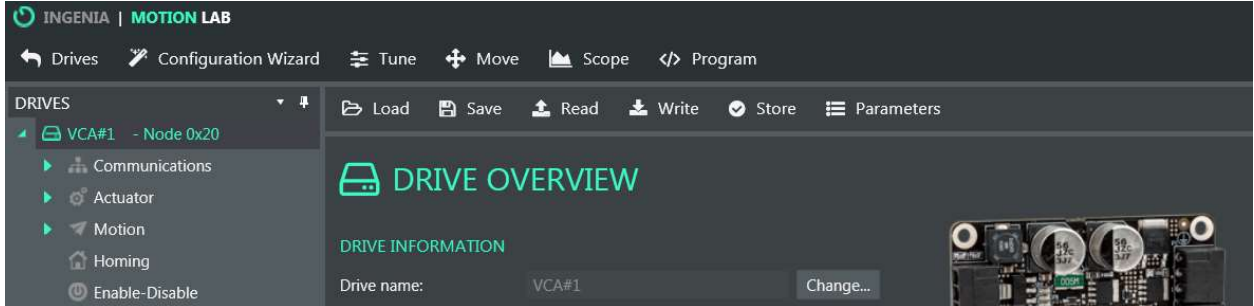 INGENIA | MOTION LAB
Drives Configuration Wizard Tune Move Scope </> Program
DRIVES
Load Save Read Write Store Parameters
VCA#1 - Node 0x20
Communications
Actuator
Motion
Homing
Enable-Disable
DRIVE OVERVIEW
DRIVE INFORMATION
Drive name: VCA#1 Change...